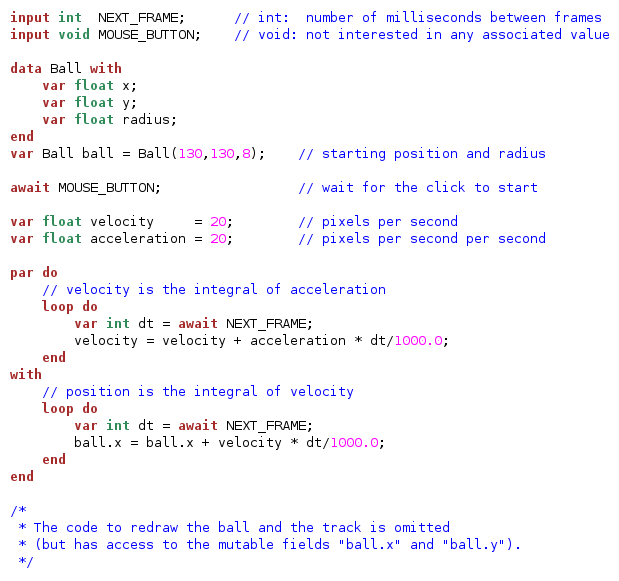 input int  NEXT_FRAME;      // int:  number of milliseconds between frames
input void MOUSE_BUTTON;    // void: not interested in any associated value
data Ball with
    var float x;
    var float y;
    var float radius;
end
var Ball ball = Ball(130,130,8);    // starting position and radius
await MOUSE_BUTTON;                 // wait for the click to start
var float velocity     = 20;        // pixels per second
var float acceleration = 20;        // pixels per second per second
par do
    // velocity is the integral of acceleration
    loop do
        var int dt = await NEXT_FRAME;
        velocity = velocity + acceleration * dt/1000.0;
    end
with
    // position is the integral of velocity
    loop do
        var int dt = await NEXT_FRAME;
        ball.x = ball.x + velocity * dt/1000.0;
    end
end
/*
 * The code to redraw the ball and the track is omitted
 * (but has access to the mutable fields "ball.x" and "ball.y").
 */